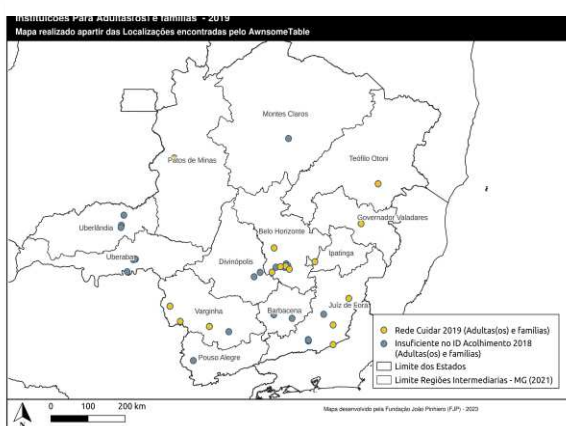 Instituições Para Adultas(os) e famílias - 2019
Mapa realizado apartir das Localizações encontradas pelo AwnsomeTable
Montes Claros
Patos de Minas
Teófilo Otoni
Governador Valadares
Uberlândia
Belo Horizonte
Ipatinga
Uberaba
Divinópolis
Juíz de Fora
Varginha
Barbacena
Pouso Alegre
Rede Cuidar 2019 (Adultas(os) e famílias)
Insuficiente no ID Acolhimento 2018
(Adultas(os) e famílias)
Limite dos Estados
Limite Regiões Intermediarias - MG (2021)
N
0 100 200 km
Mapa desenvolvido pela Fundação João Pinheiro (FJP) - 2023